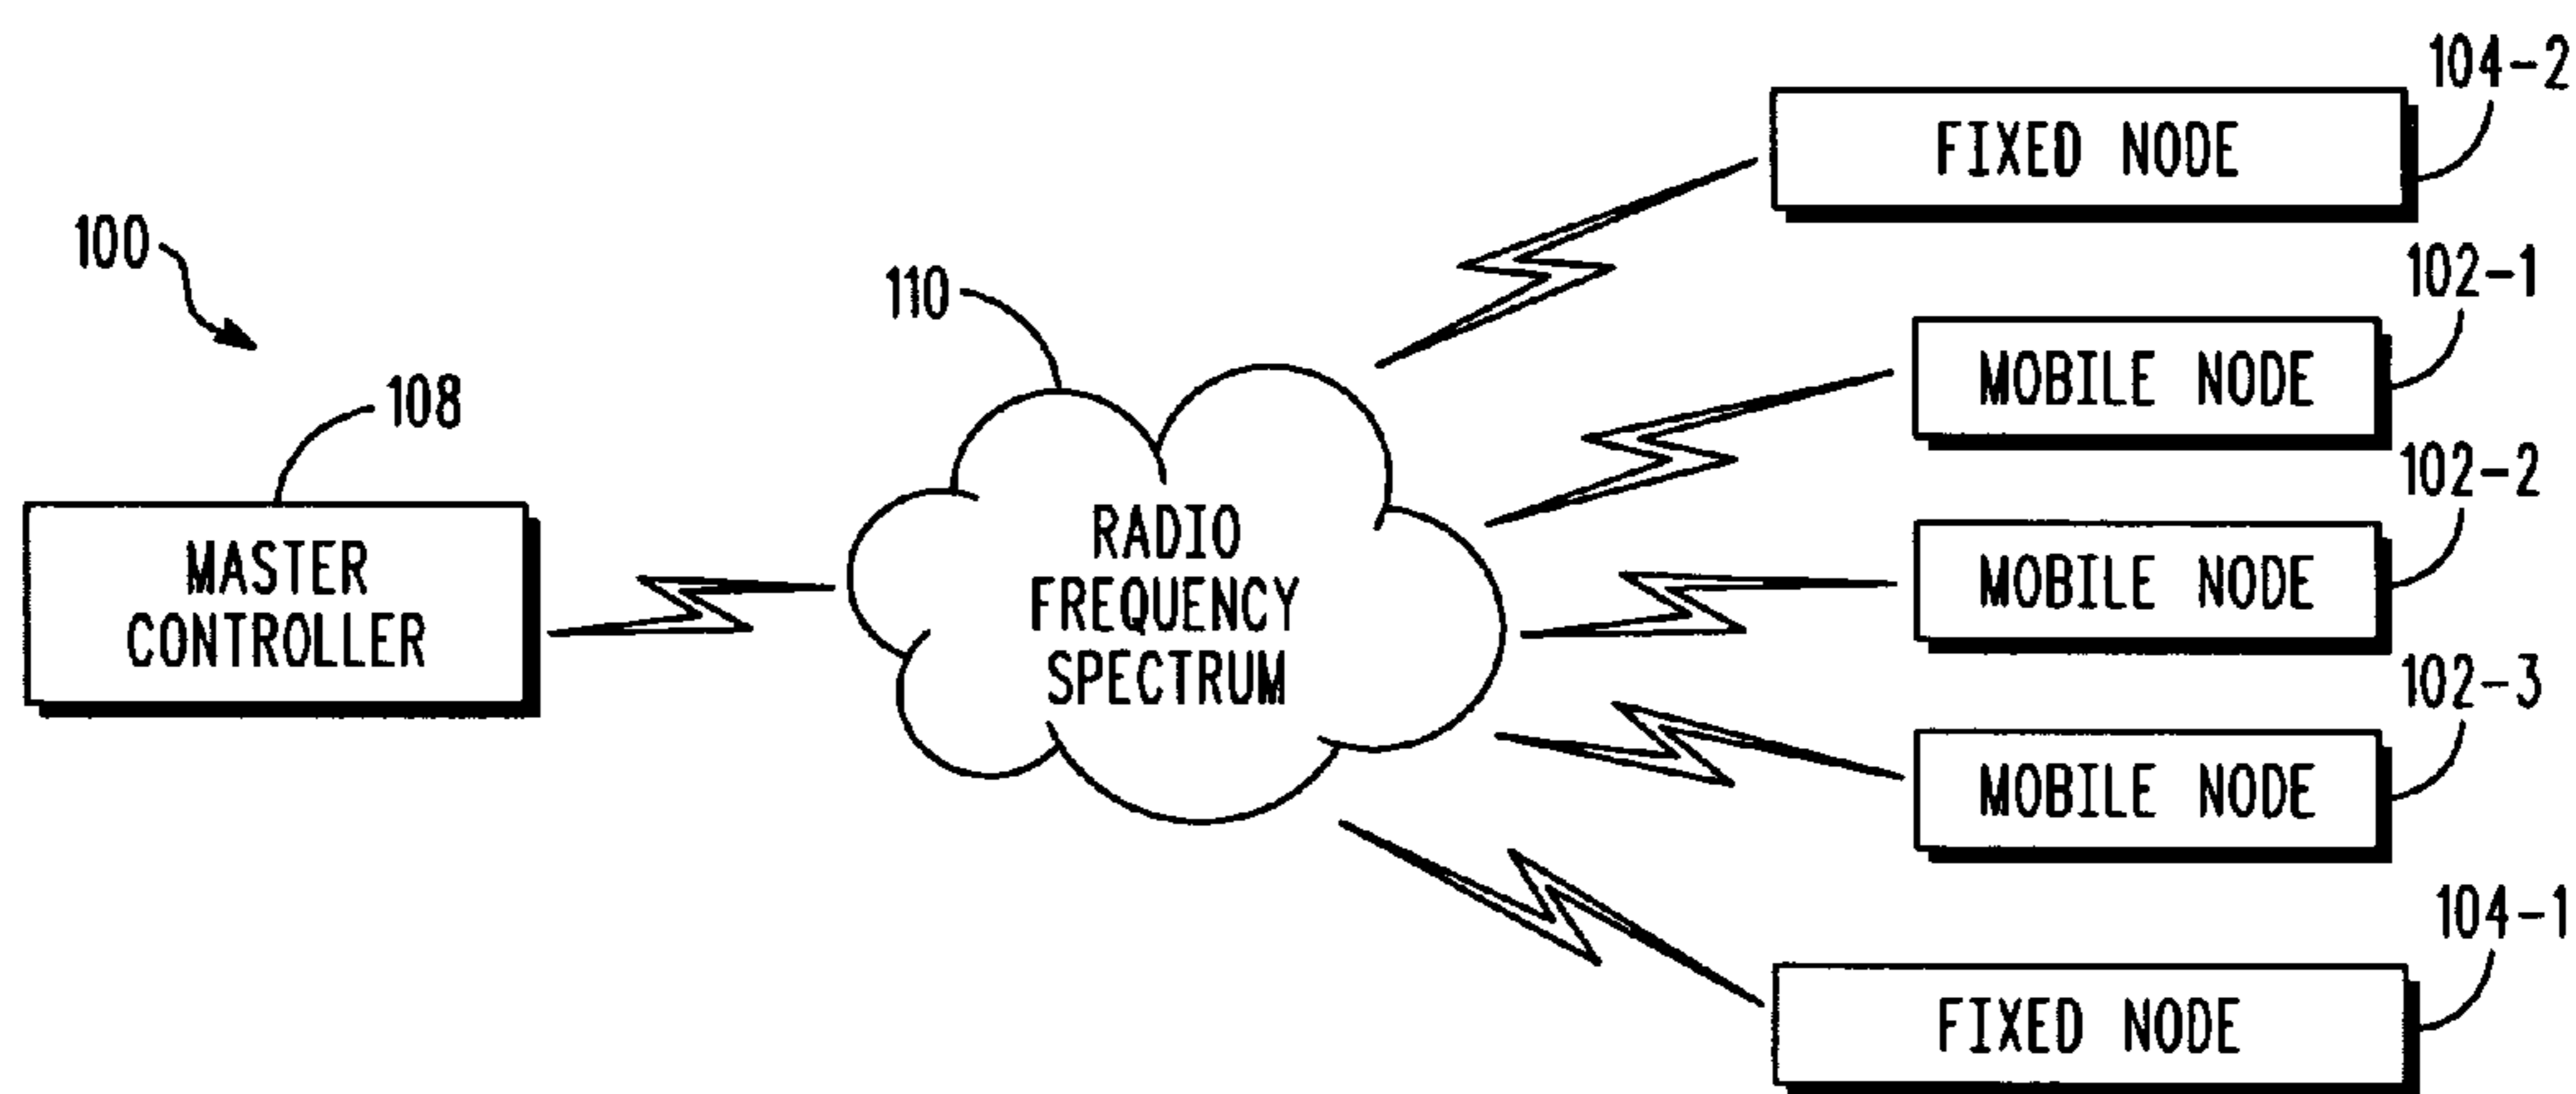 104-2
FIXED NODE
100
102-1
110
MOBILE NODE
108
102-2
RADIO
FREQUENCY
SPECTRUM
MASTER
CONTROLLER
MOBILE NODE
102-3
MOBILE NODE
104-1
FIXED NODE